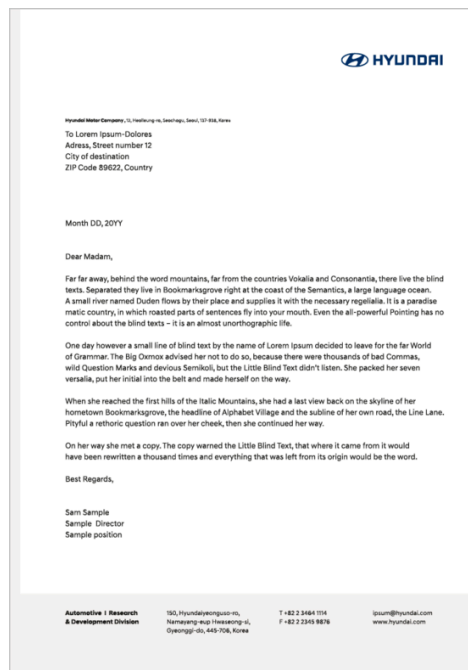 HYUNDAI
Hyundai Motor Company, 12, Heolleung-ro, Seocho-gu, Seoul, 137-938, Korea
To Lorem Ipsum-Dolores
Adress, Street number 12
City of destination
ZIP Code 89622, Country
Month DD, 20YY
Dear Madam,
Far far away, behind the word mountains, far from the countries Vokalia and Consonantia, there live the blind
texts. Separated they live in Bookmarksgrove right at the coast of the Semantics, a large language ocean.
A small river named Duden flows by their place and supplies it with the necessary regelialia. It is a paradise
matic country, in which roasted parts of sentences fly into your mouth. Even the all-powerful Pointing has no
control about the blind texts – it is an almost unorthographic life.
One day however a small line of blind text by the name of Lorem Ipsum decided to leave for the far World
of Grammar. The Big Oxmox advised her not to do so, because there were thousands of bad Commas,
wild Question Marks and devious Semikoli, but the Little Blind Text didn't listen. She packed her seven
versalia, put her initial into the belt and made herself on the way.
When she reached the first hills of the Italic Mountains, she had a last view back on the skyline of her
hometown Bookmarksgrove, the headline of Alphabet Village and the subline of her own road, the Line Lane.
Pityful a rethoric question ran over her cheek, then she continued her way.
On her way she met a copy. The copy warned the Little Blind Text, that where it came from it would
have been rewritten a thousand times and everything that was left from its origin would be the word.
Best Regards,
Sam Sample
Sample Director
Sample position
Automotive | Research
& Development Division
150, Hyundaiyeonguso-ro,
Namyang-eup Hwaseong-si,
Gyeonggi-do, 445-706, Korea
T +82 2 3464 1114
F +82 2 2345 9876
ipsum@hyundai.com
www.hyundai.com